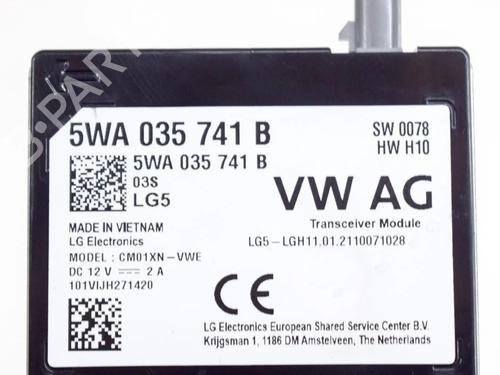 5WA 035 741 B
SW 0078
HW H10
5WA 035 741 B
03S
LG5
VW AG
Transceiver Module
LG5-LGH11.01.2110071028
MADE IN VIETNAM
LG Electronics
MODEL : CM01XN-VWE
DC 12 V ⎓ 2 A
101VIJH271420
CE
LG Electronics European Shared Service Center B.V.
Krijgsman 1, 1186 DM Amstelveen, The Netherlands
B-PARTS